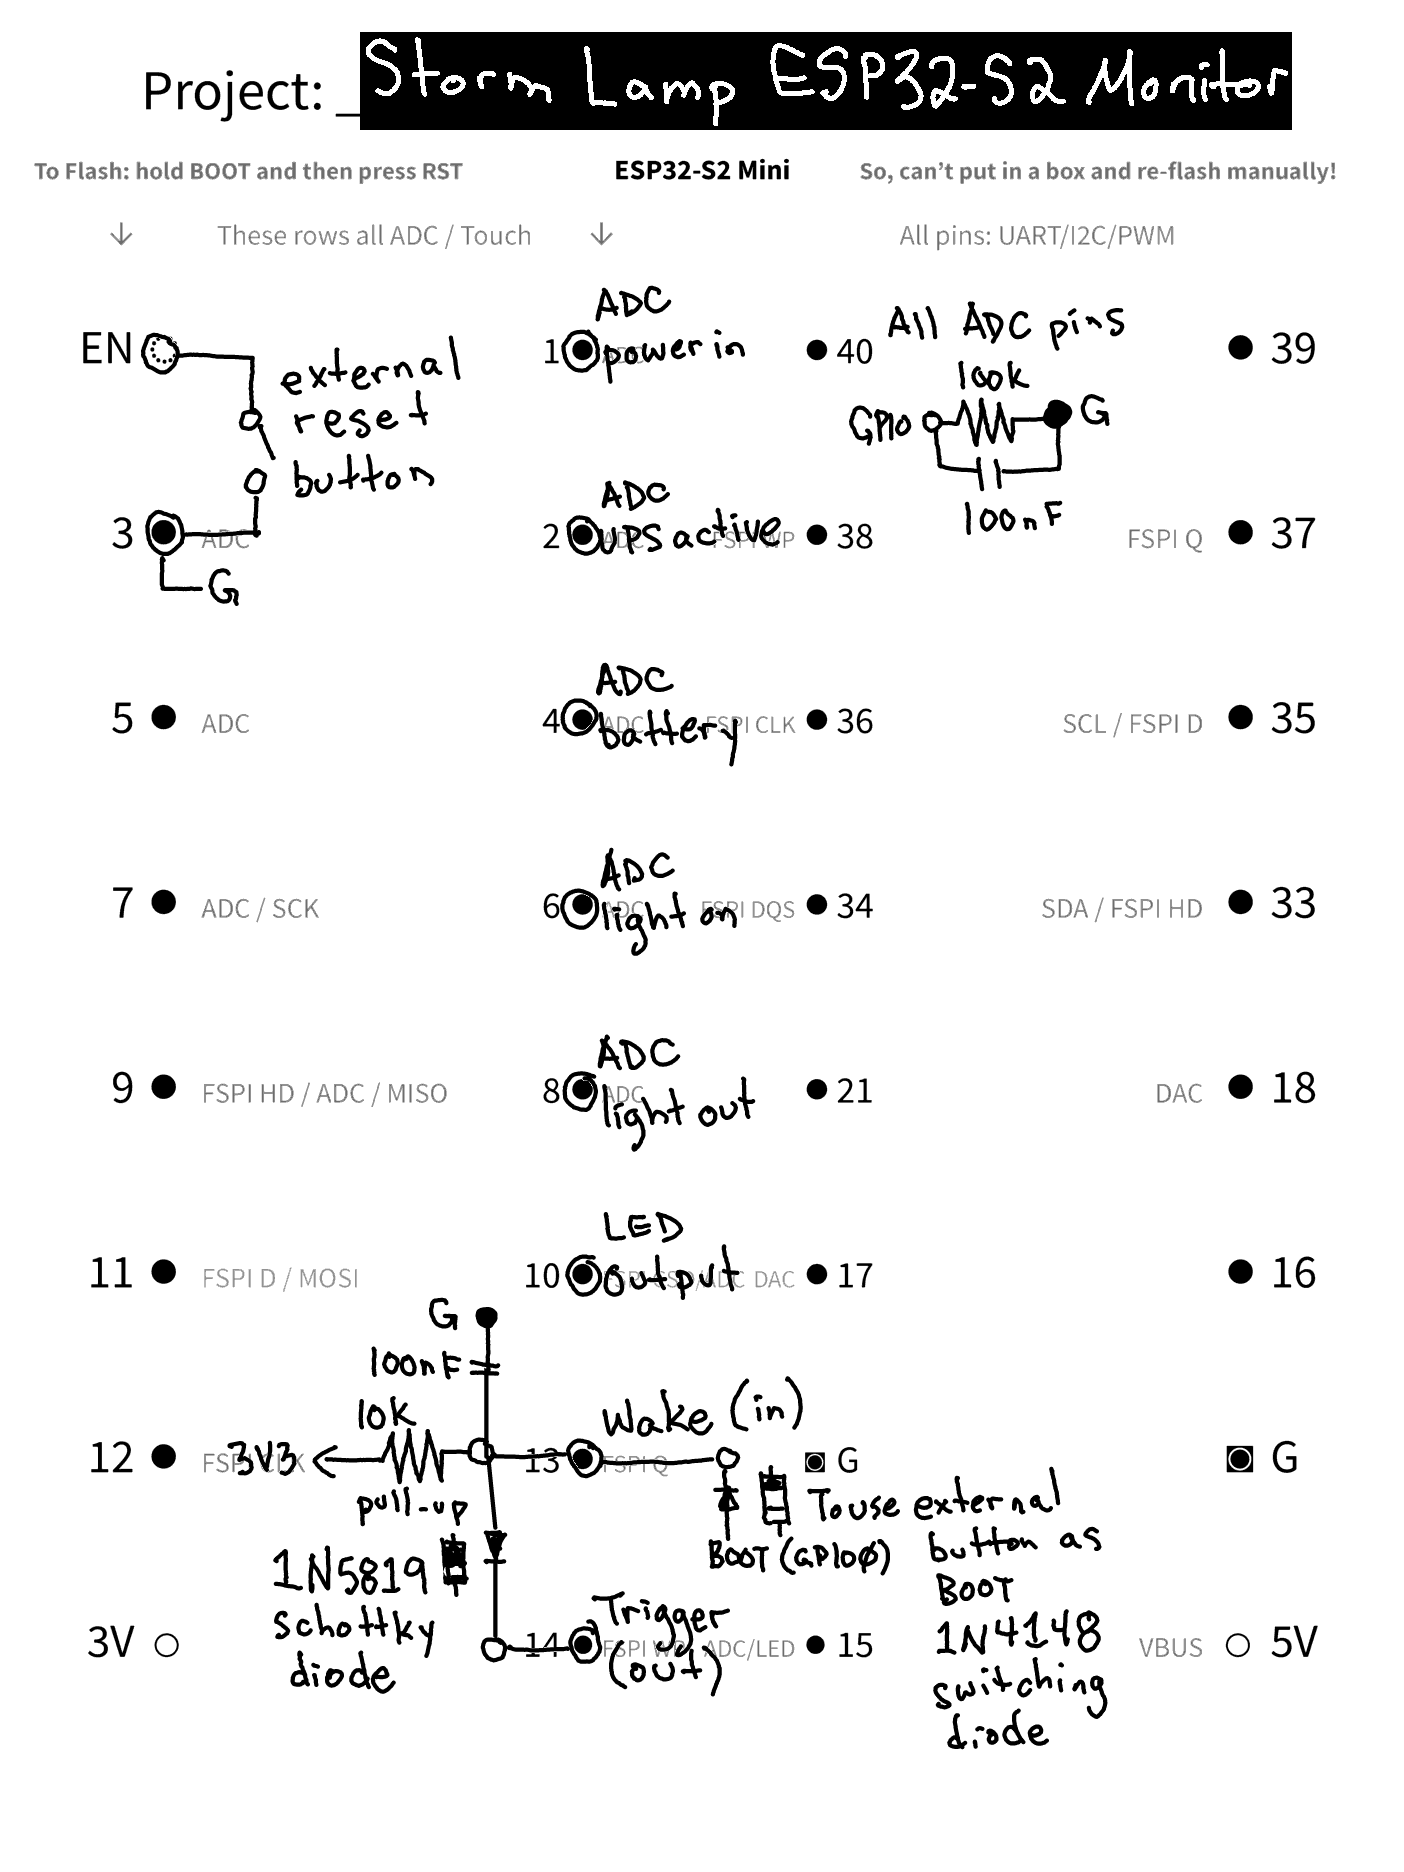 Project: _ Storm Lamp ESP32-S2 Monitor
To Flash: hold BOOT and then press RST
ESP32-S2 Mini
So, can't put in a box and re-flash manually!
↓ These rows all ADC / Touch ↓
All pins: UART/I2C/PWM
EN
external
reset
button
1 ADC
ADC
power in
40
All ADC pins
100k
GPIO
G
100nF
39
3 ADC
G
2 ADC
ADC
UPS active
FSPI WP 38
FSPI Q 37
5 ADC
4 ADC
ADC
battery
FSPI CLK 36
SCL / FSPI D 35
7 ADC / SCK
6 ADC
ADC
light on
FSPI DQS 34
SDA / FSPI HD 33
9 FSPI HD / ADC / MISO
8 ADC
ADC
light out
21
DAC 18
11 FSPI D / MOSI
10 FSPI CS0/ADC
LED
output
DAC 17
16
G
100nF
10K
3V3
pull-up
12 FSPI CLK
13 FSPI Q
Wake (in)
G
G
BOOT (GPIO0)
To use external
button as
BOOT
1N4148
switching
diode
1N5819
schottky
diode
3V
14 FSPI WP
Trigger
(out)
ADC/LED 15
VBUS 5V